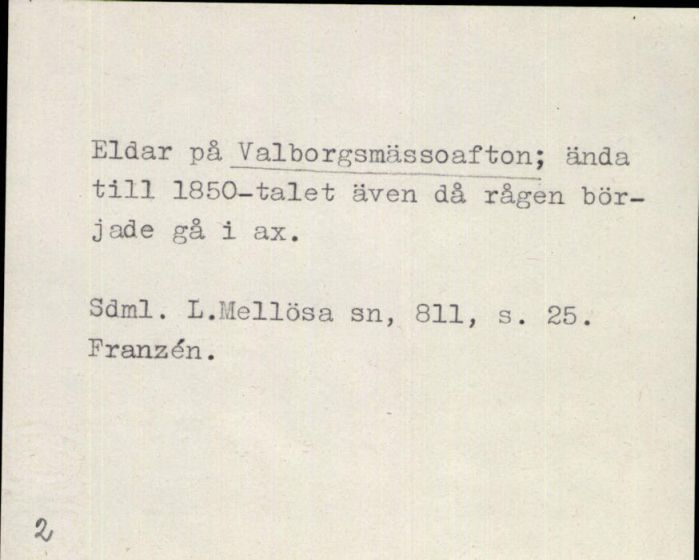 Eldar på Valborgsmässoafton; ända
till 1850-talet även då rågen bör-
jade gå i ax.
Sdml. L.Mellösa sn, 811, s. 25.
Franzén.
2